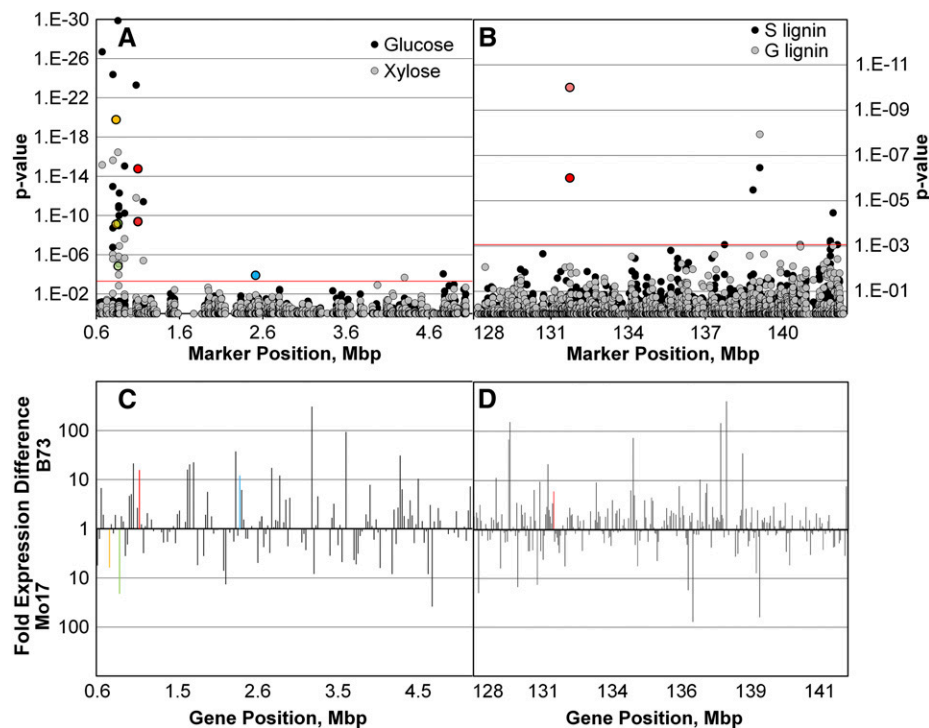 A
Glucose
Xylose
p-value
1.E-30
1.E-26
1.E-22
1.E-18
1.E-14
1.E-10
1.E-06
1.E-02
0.6 1.6 2.6 3.6 4.6
Marker Position, Mbp
B
S lignin
G lignin
1.E-11
1.E-09
1.E-07
1.E-05
1.E-03
1.E-01
p-value
128 131 134 137 140
Marker Position, Mbp
C
Fold Expression Difference
Mo17 B73
100
10
1
10
100
0.6 1.5 2.6 3.5 4.5
Gene Position, Mbp
D
128 131 134 136 139 141
Gene Position, Mbp